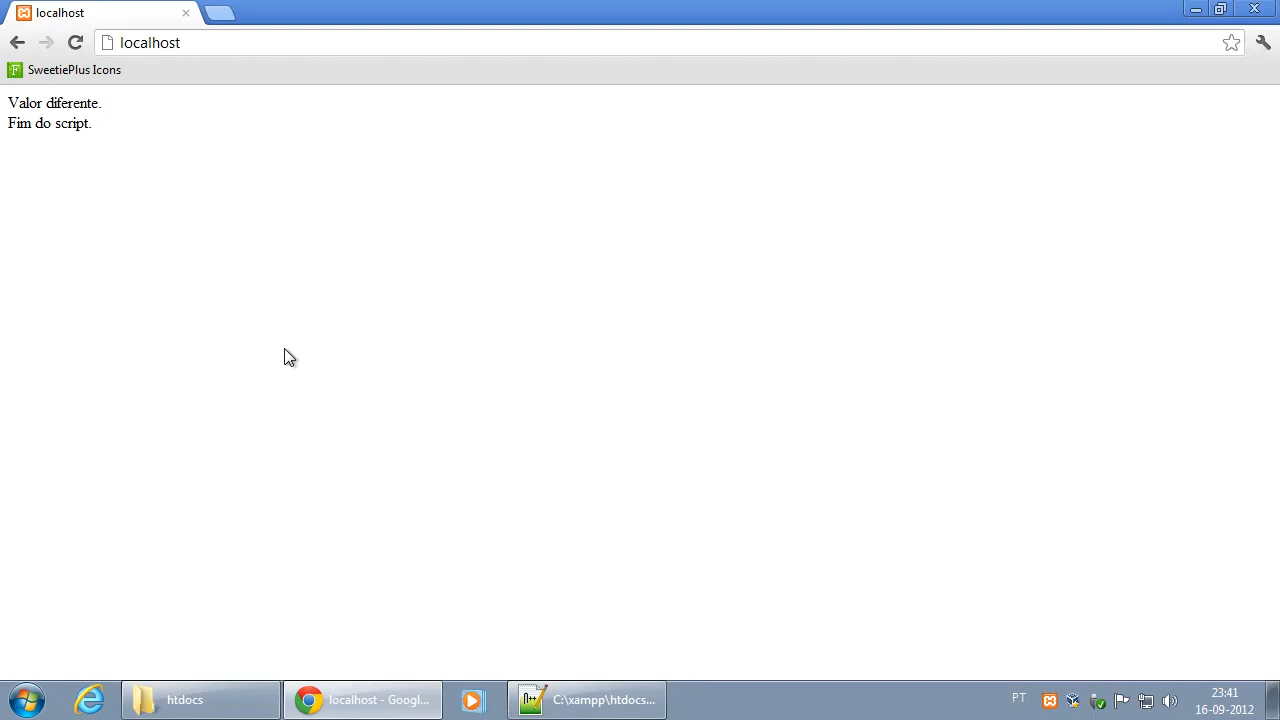 localhost
localhost
SweetiePlus Icons
Valor diferente.
Fim do script.
htdocs
localhost - Googl...
C:\xampp\htdocs...
PT
23:41
16-09-2012